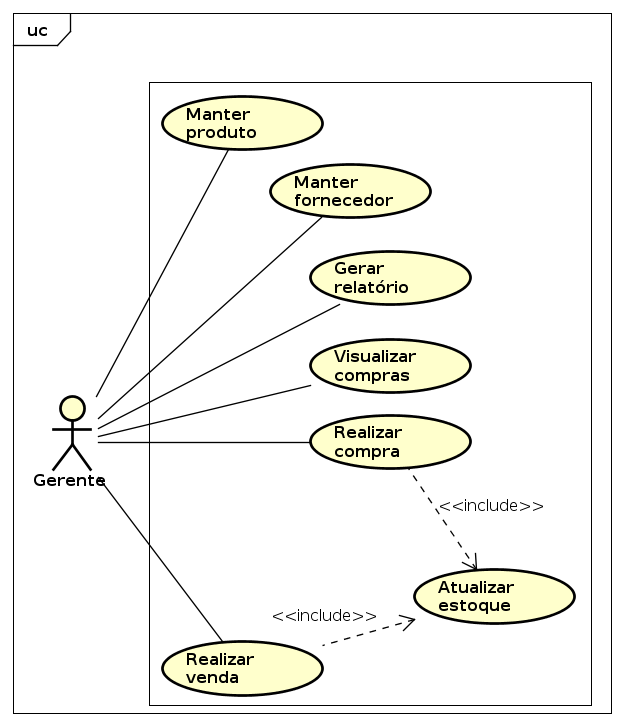 uc
Manter
produto
Manter
fornecedor
Gerar
relatório
Visualizar
compras
Realizar
compra
Gerente
<<include>>
Atualizar
estoque
<<include>>
Realizar
venda